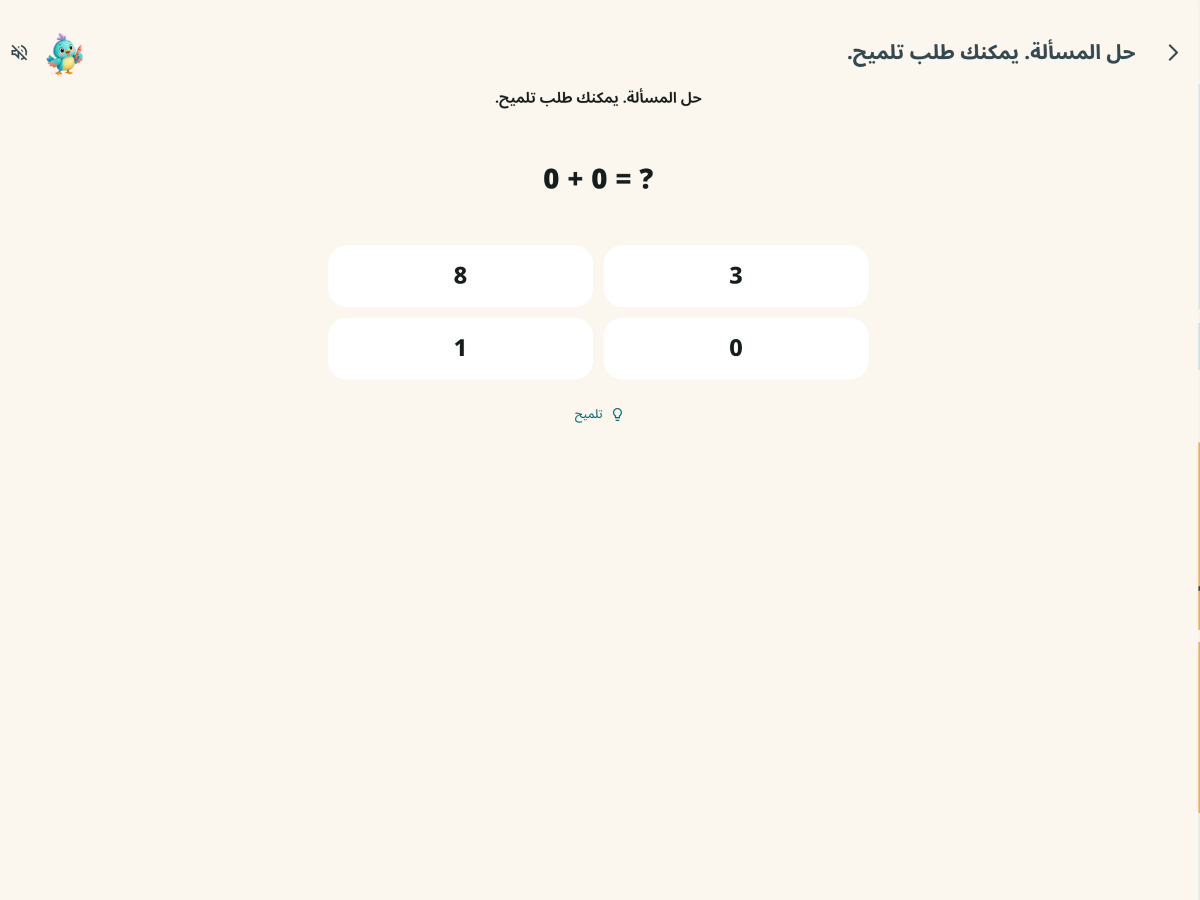 حل المسألة. يمكنك طلب تلميح.
حل المسألة. يمكنك طلب تلميح.
0 + 0 = ?
3
8
0
1
تلميح